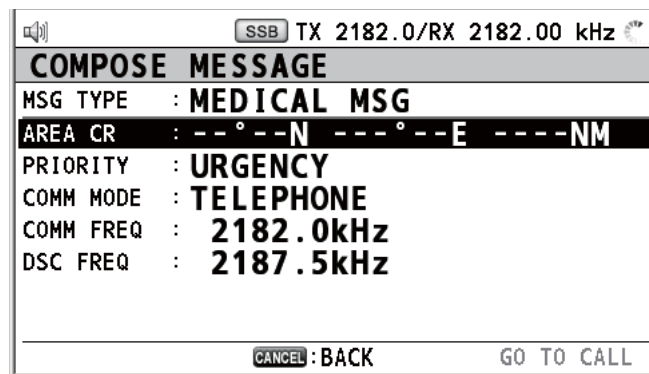 SSB TX 2182.0/RX 2182.00 kHz
COMPOSE MESSAGE
MSG TYPE : MEDICAL MSG
AREA CR : --°--N ---°--E ----NM
PRIORITY : URGENCY
COMM MODE : TELEPHONE
COMM FREQ : 2182.0kHz
DSC FREQ : 2187.5kHz
CANCEL : BACK GO TO CALL